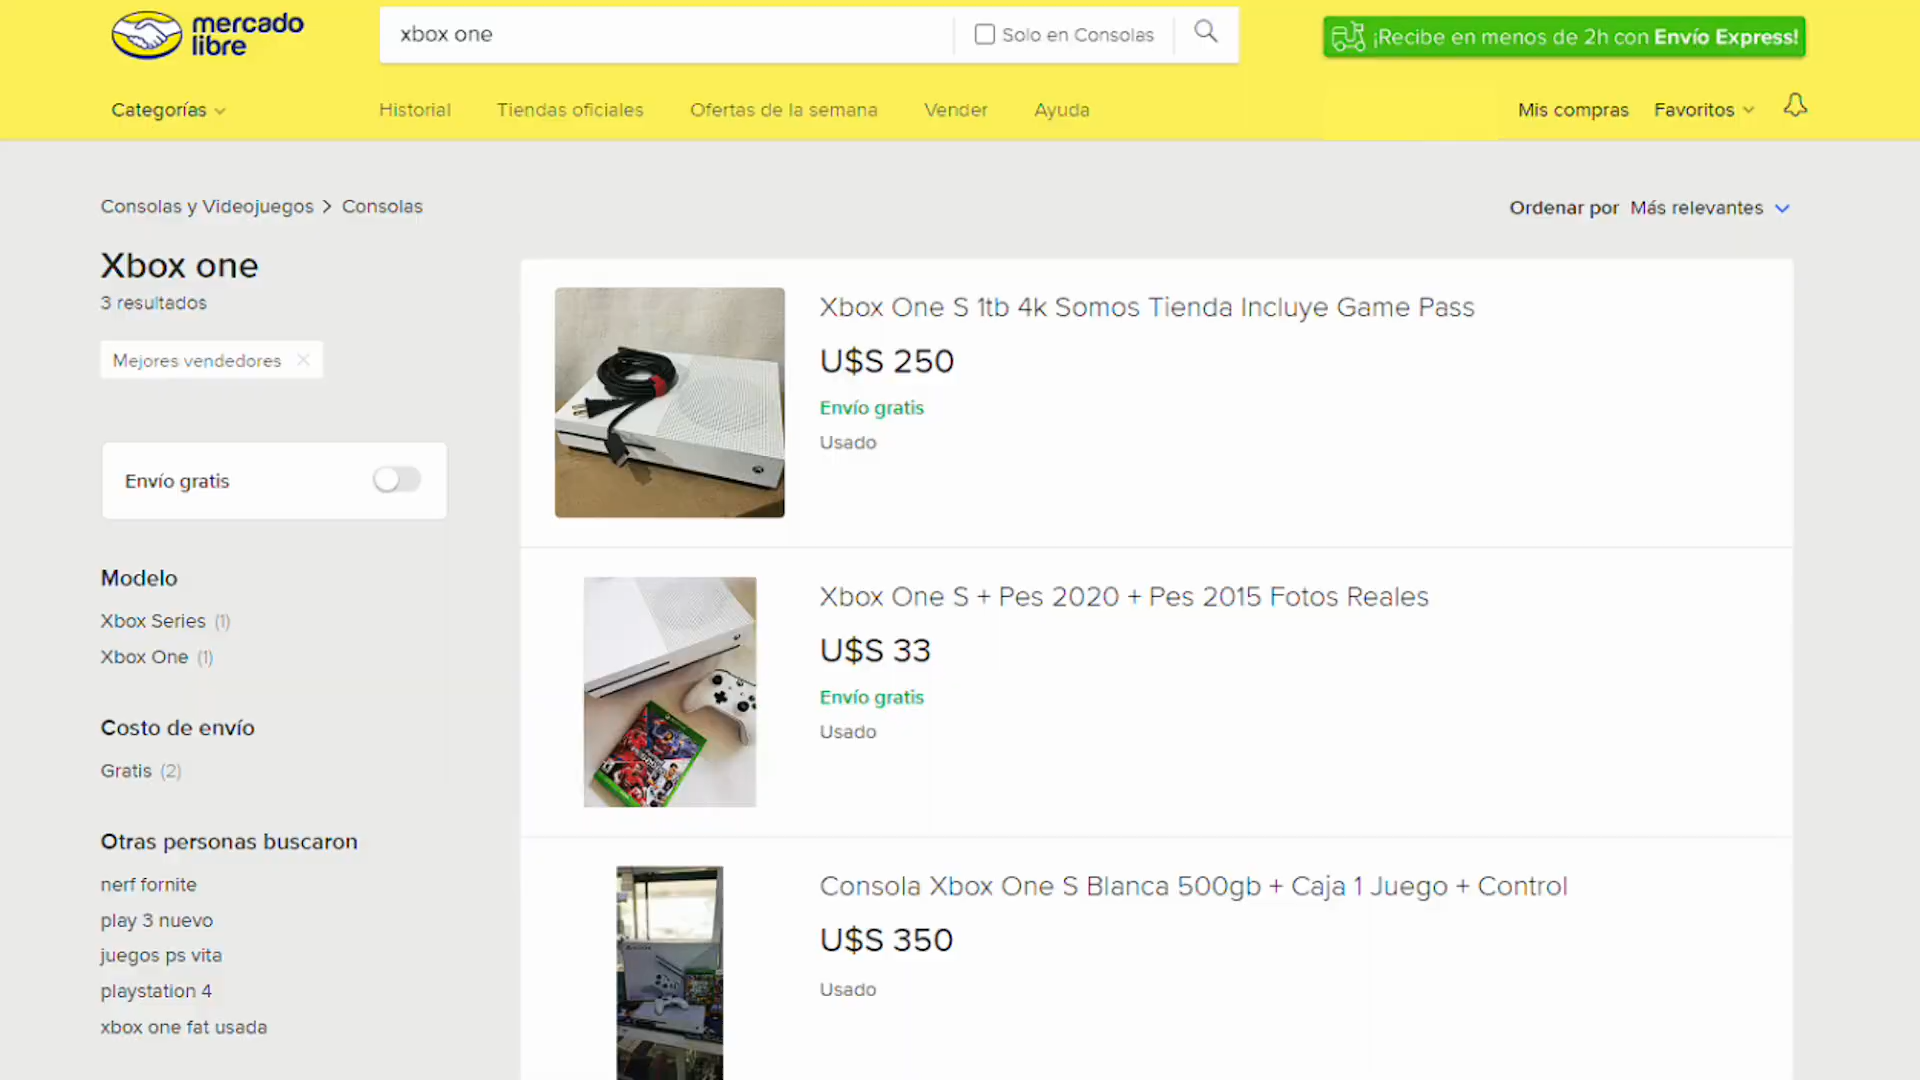 mercado
libre
xbox one
Solo en Consolas
¡Recibe en menos de 2h con Envío Express!
Categorías
Historial
Tiendas oficiales
Ofertas de la semana
Vender
Ayuda
Mis compras
Favoritos
Consolas y Videojuegos > Consolas
Ordenar por Más relevantes
Xbox one
3 resultados
Mejores vendedores
Envío gratis
Modelo
Xbox Series (1)
Xbox One (1)
Costo de envío
Gratis (2)
Otras personas buscaron
nerf fornite
play 3 nuevo
juegos ps vita
playstation 4
xbox one fat usada
Xbox One S 1tb 4k Somos Tienda Incluye Game Pass
U$S 250
Envío gratis
Usado
Xbox One S + Pes 2020 + Pes 2015 Fotos Reales
U$S 33
Envío gratis
Usado
Consola Xbox One S Blanca 500gb + Caja 1 Juego + Control
U$S 350
Usado